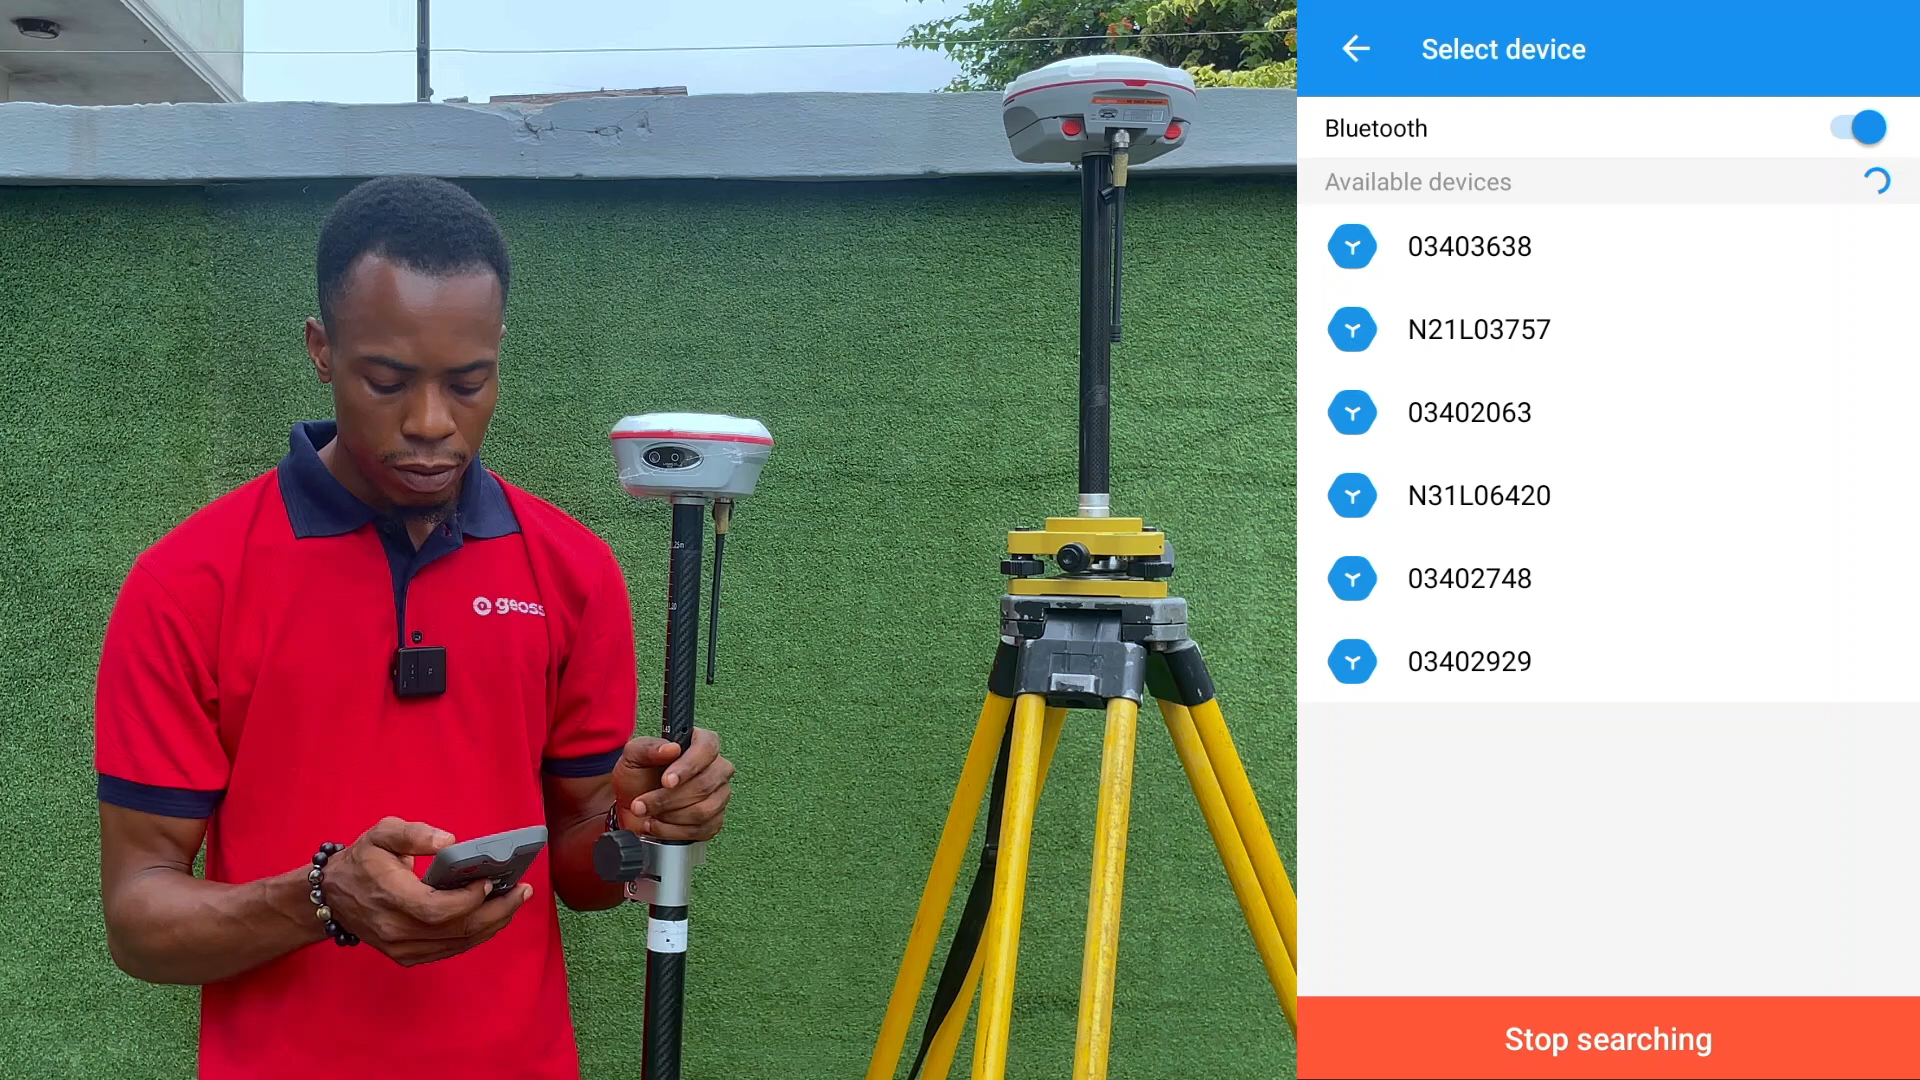 geoss
Select device
Bluetooth
Available devices
03403638
N21L03757
03402063
N31L06420
03402748
03402929
Stop searching